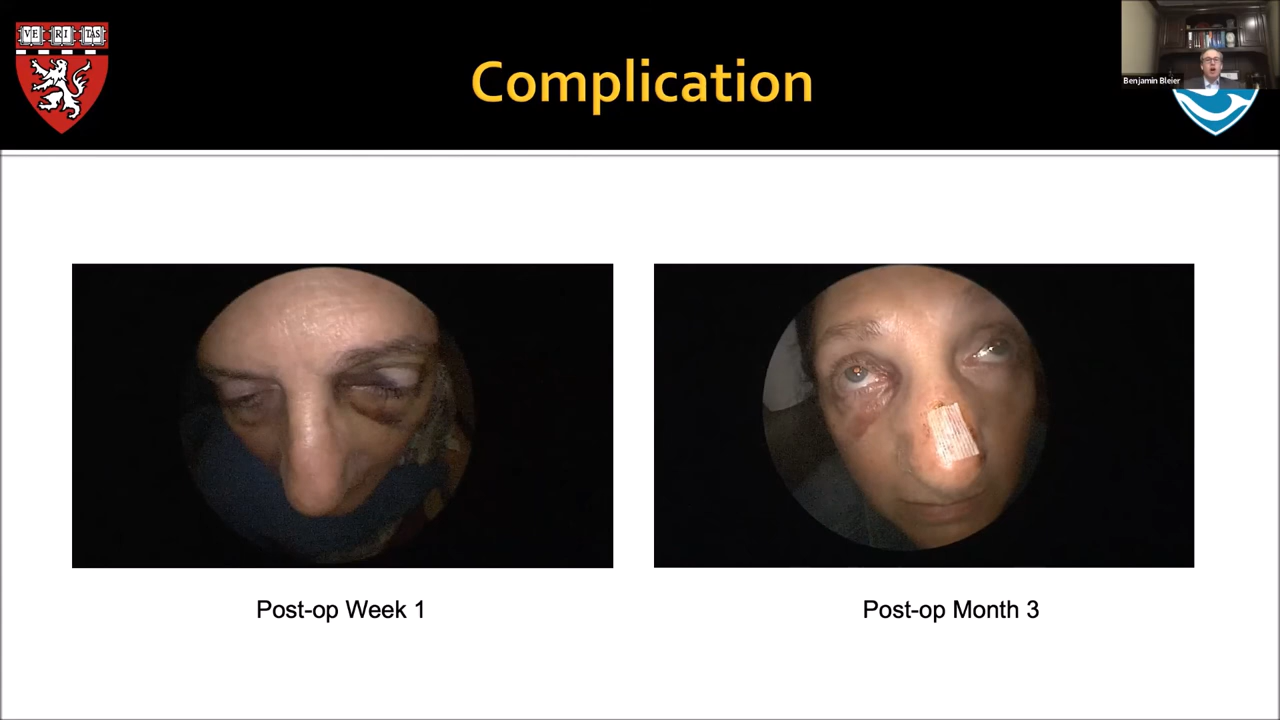 VE RI TAS
Complication
Benjamin Bleier
Post-op Week 1
Post-op Month 3